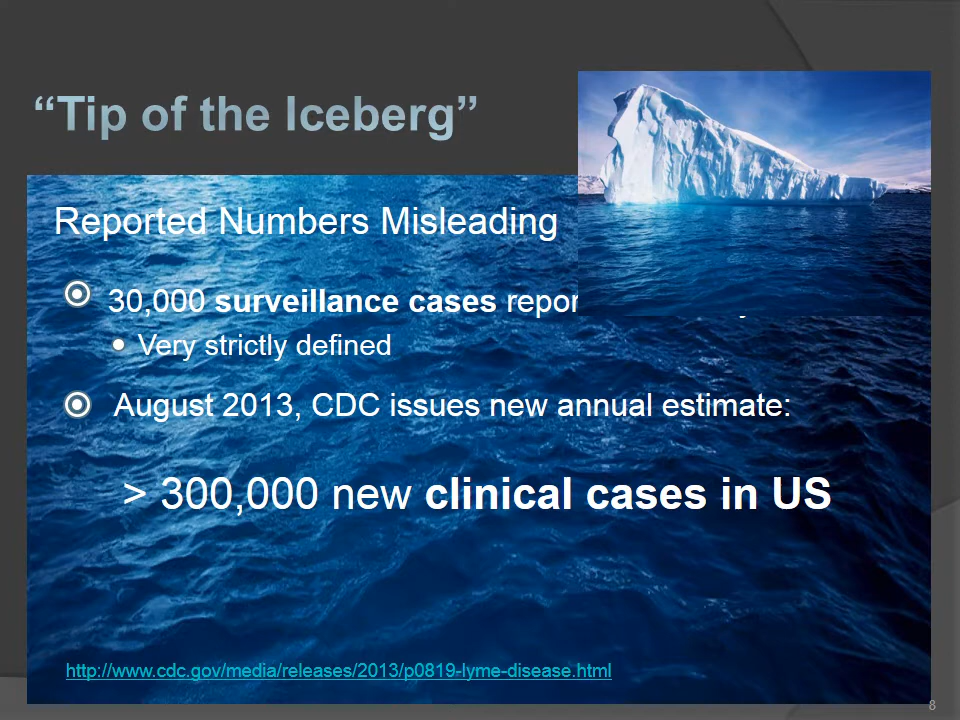 “Tip of the Iceberg”
Reported Numbers Misleading
30,000 surveillance cases
Very strictly defined
August 2013, CDC issues new annual estimate:
> 300,000 new clinical cases in US
http://www.cdc.gov/media/releases/2013/p0819-lyme-disease.html
8